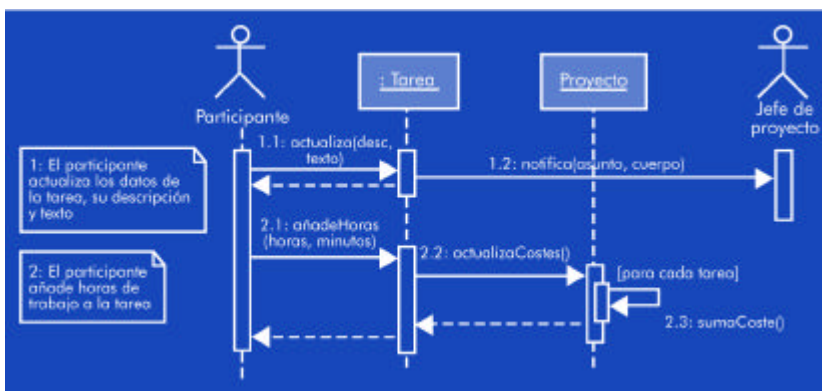 : Tarea
Proyecto
Participante
Jefe de
proyecto
1.1: actualiza(desc,
texto)
1.2: notifica(asunto, cuerpo)
1: El participante
actualiza los datos de
la tarea, su descripción
y texto
2.1: añadeHoras
(horas, minutos)
2.2: actualizaCostes()
[para cada tarea]
2: El participante
añade horas de
trabajo a la tarea
2.3: sumaCoste()